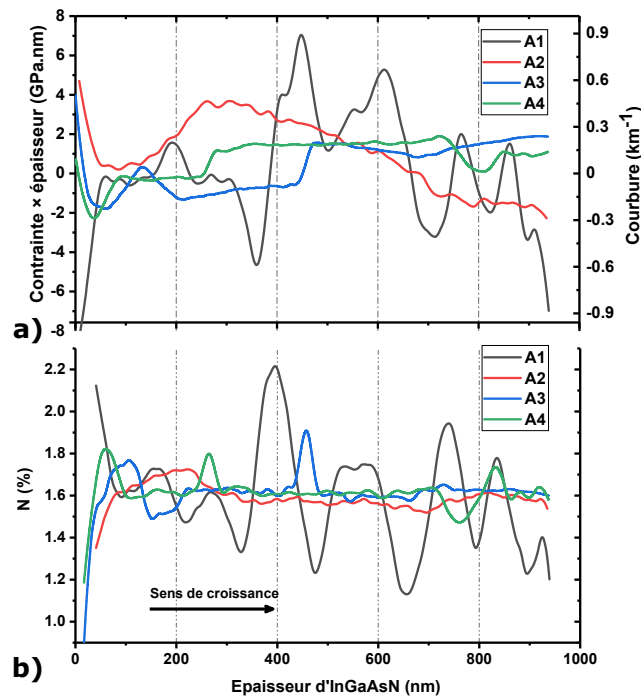 a)
Contrainte × épaisseur (GPa.nm)
8
6
4
2
0
-2
-4
-6
-8
A1
A2
A3
A4
0.9
0.6
0.3
0
-0.3
-0.6
-0.9
Courbure (km-1)
b)
N (%)
2.2
2.0
1.8
1.6
1.4
1.2
1.0
A1
A2
A3
A4
Sens de croissance
0 200 400 600 800 1000
Epaisseur d'InGaAsN (nm)